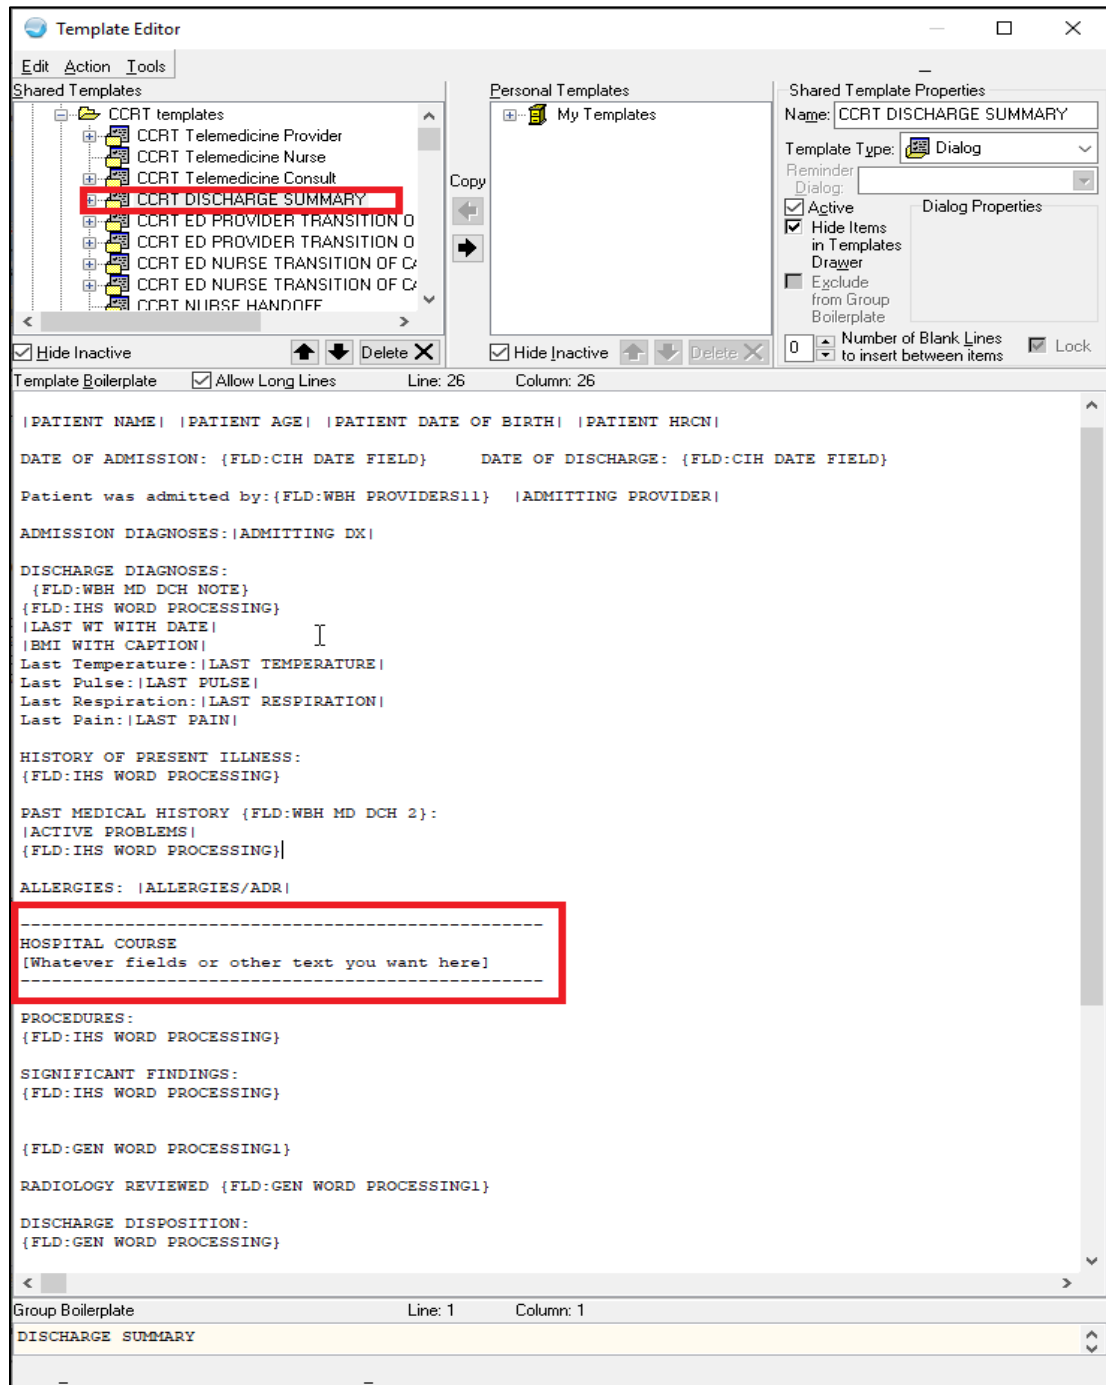 Template Editor
Edit Action Tools
Shared Templates
CCRT templates
CCRT Telemedicine Provider
CCRT Telemedicine Nurse
CCRT Telemedicine Consult
CCRT DISCHARGE SUMMARY
CCRT ED PROVIDER TRANSITION O
CCRT ED PROVIDER TRANSITION O
CCRT ED NURSE TRANSITION OF CA
CCRT ED NURSE TRANSITION OF CA
CCRT NURSE HANDOFF
Hide Inactive
Delete
Copy
Personal Templates
My Templates
Hide Inactive
Delete
Shared Template Properties
Name: CCRT DISCHARGE SUMMARY
Template Type: Dialog
Reminder
Dialog:
Active
Hide Items
in Templates
Drawer
Exclude
from Group
Boilerplate
Dialog Properties
0 Number of Blank Lines
to insert between items
Lock
Template Boilerplate Allow Long Lines Line: 26 Column: 26
|PATIENT NAME| |PATIENT AGE| |PATIENT DATE OF BIRTH| |PATIENT HRCN|
DATE OF ADMISSION: {FLD:CIH DATE FIELD} DATE OF DISCHARGE: {FLD:CIH DATE FIELD}
Patient was admitted by:{FLD:WBH PROVIDERS11} |ADMITTING PROVIDER|
ADMISSION DIAGNOSES:|ADMITTING DX|
DISCHARGE DIAGNOSES:
{FLD:WBH MD DCH NOTE}
{FLD:IHS WORD PROCESSING}
|LAST WT WITH DATE|
|BMI WITH CAPTION|
Last Temperature:|LAST TEMPERATURE|
Last Pulse:|LAST PULSE|
Last Respiration:|LAST RESPIRATION|
Last Pain:|LAST PAIN|
HISTORY OF PRESENT ILLNESS:
{FLD:IHS WORD PROCESSING}
PAST MEDICAL HISTORY {FLD:WBH MD DCH 2}:
|ACTIVE PROBLEMS|
{FLD:IHS WORD PROCESSING}
ALLERGIES: |ALLERGIES/ADR|
--------------------------------------------------
HOSPITAL COURSE
[Whatever fields or other text you want here]
--------------------------------------------------
PROCEDURES:
{FLD:IHS WORD PROCESSING}
SIGNIFICANT FINDINGS:
{FLD:IHS WORD PROCESSING}
{FLD:GEN WORD PROCESSING1}
RADIOLOGY REVIEWED {FLD:GEN WORD PROCESSING1}
DISCHARGE DISPOSITION:
{FLD:GEN WORD PROCESSING}
Group Boilerplate Line: 1 Column: 1
DISCHARGE SUMMARY